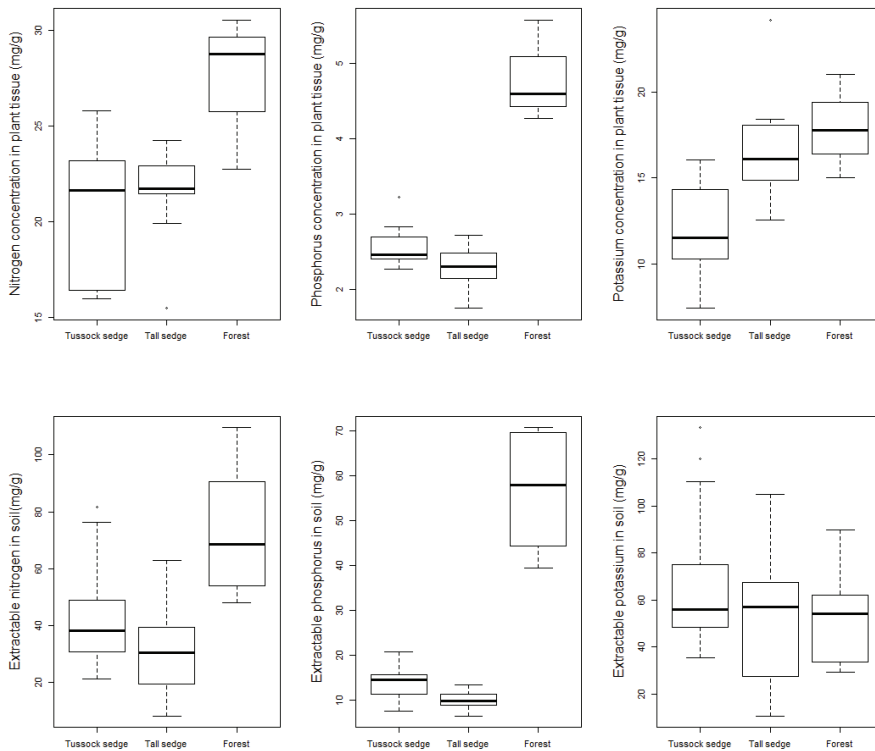 Nitrogen concentration in plant tissue (mg/g)
30
25
20
15
Tussock sedge Tall sedge Forest
Phosphorus concentration in plant tissue (mg/g)
5
4
3
2
Tussock sedge Tall sedge Forest
Potassium concentration in plant tissue (mg/g)
20
15
10
Tussock sedge Tall sedge Forest
Extractable nitrogen in soil(mg/g)
100
80
60
40
20
Tussock sedge Tall sedge Forest
Extractable phosphorus in soil (mg/g)
70
60
50
40
30
20
10
Tussock sedge Tall sedge Forest
Extractable potassium in soil (mg/g)
120
100
80
60
40
20
Tussock sedge Tall sedge Forest